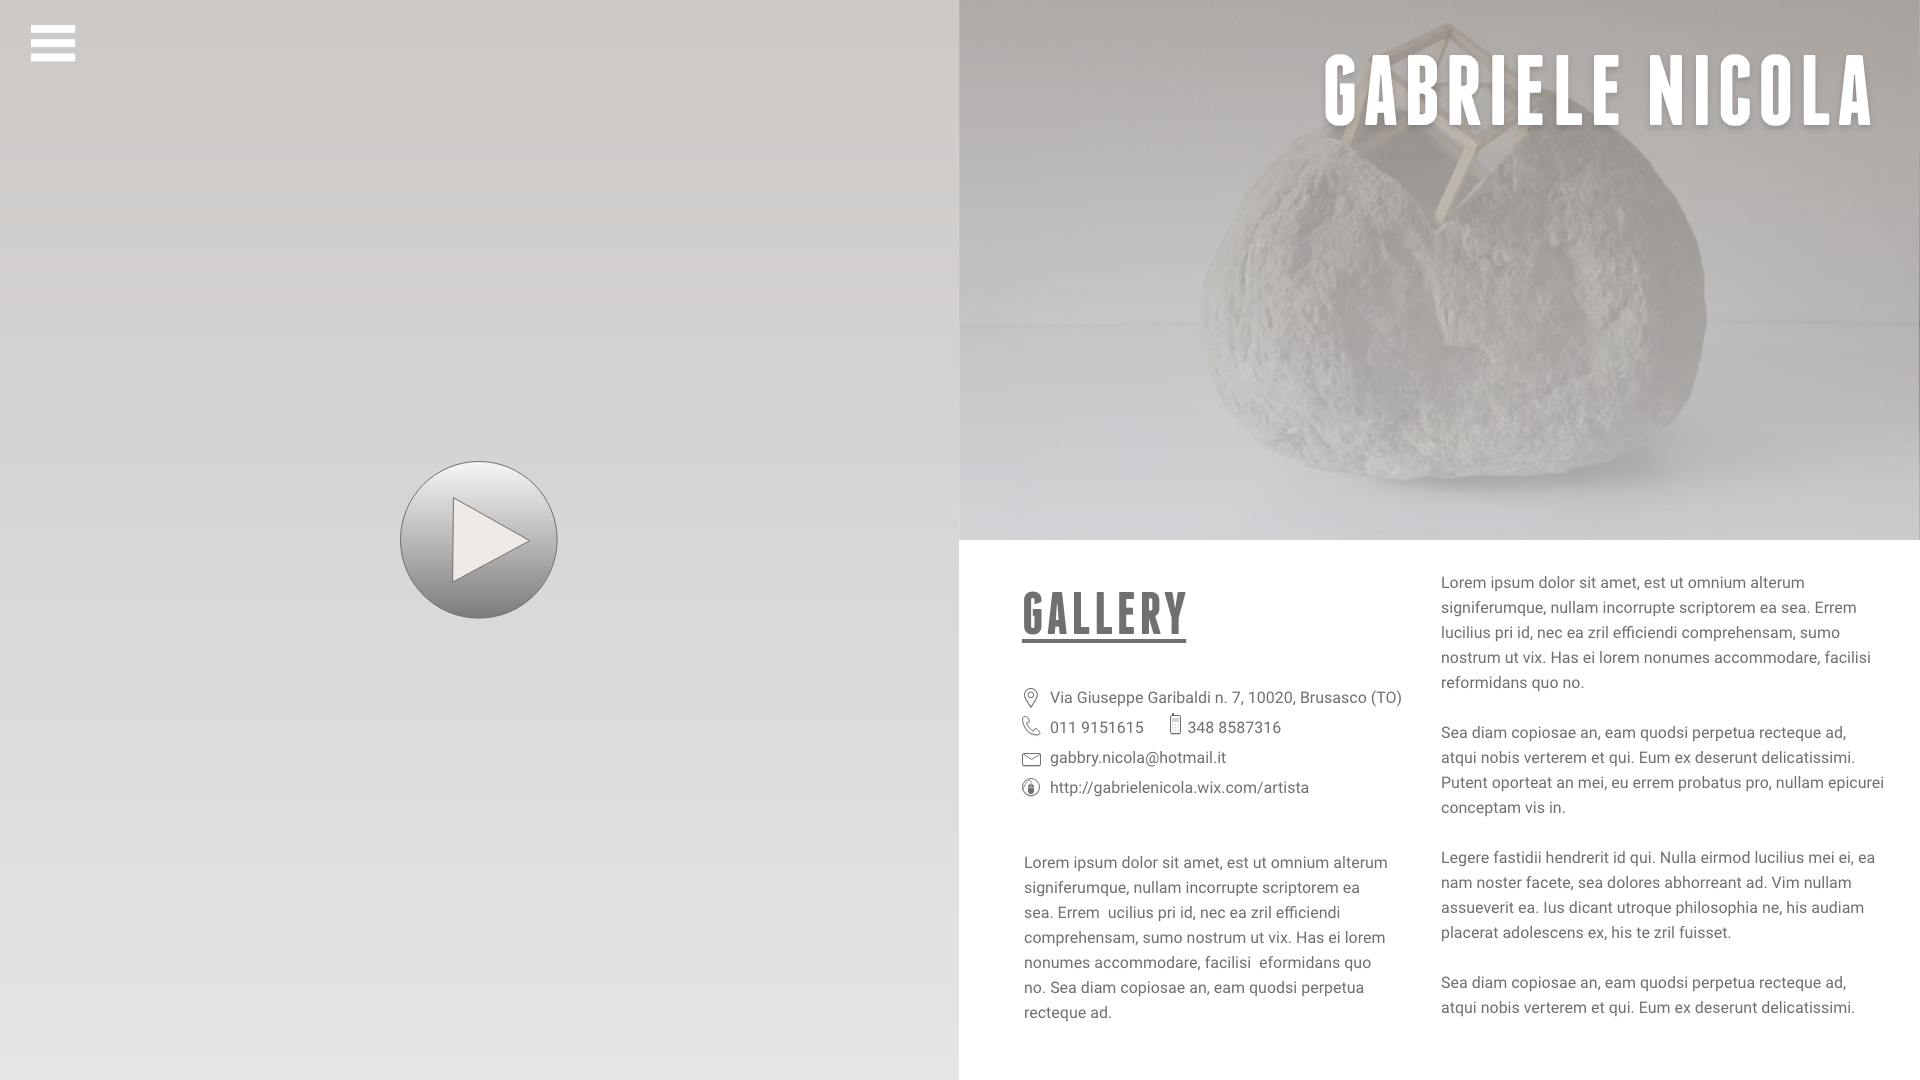 GABRIELE NICOLA
GALLERY
Via Giuseppe Garibaldi n. 7, 10020, Brusasco (TO)
011 9151615 348 8587316
gabbry.nicola@hotmail.it
http://gabrielenicola.wix.com/artista
Lorem ipsum dolor sit amet, est ut omnium alterum
signiferumque, nullam incorrupte scriptorem ea
sea. Errem  ucilius pri id, nec ea zril efficiendi
comprehensam, sumo nostrum ut vix. Has ei lorem
nonumes accommodare, facilisi  eformidans quo
no. Sea diam copiosae an, eam quodsi perpetua
recteque ad.
Lorem ipsum dolor sit amet, est ut omnium alterum
signiferumque, nullam incorrupte scriptorem ea sea. Errem
lucilius pri id, nec ea zril efficiendi comprehensam, sumo
nostrum ut vix. Has ei lorem nonumes accommodare, facilisi
reformidans quo no.
Sea diam copiosae an, eam quodsi perpetua recteque ad,
atqui nobis verterem et qui. Eum ex deserunt delicatissimi.
Putent oporteat an mei, eu errem probatus pro, nullam epicurei
conceptam vis in.
Legere fastidii hendrerit id qui. Nulla eirmod lucilius mei ei, ea
nam noster facete, sea dolores abhorreant ad. Vim nullam
assueverit ea. Ius dicant utroque philosophia ne, his audiam
placerat adolescens ex, his te zril fuisset.
Sea diam copiosae an, eam quodsi perpetua recteque ad,
atqui nobis verterem et qui. Eum ex deserunt delicatissimi.